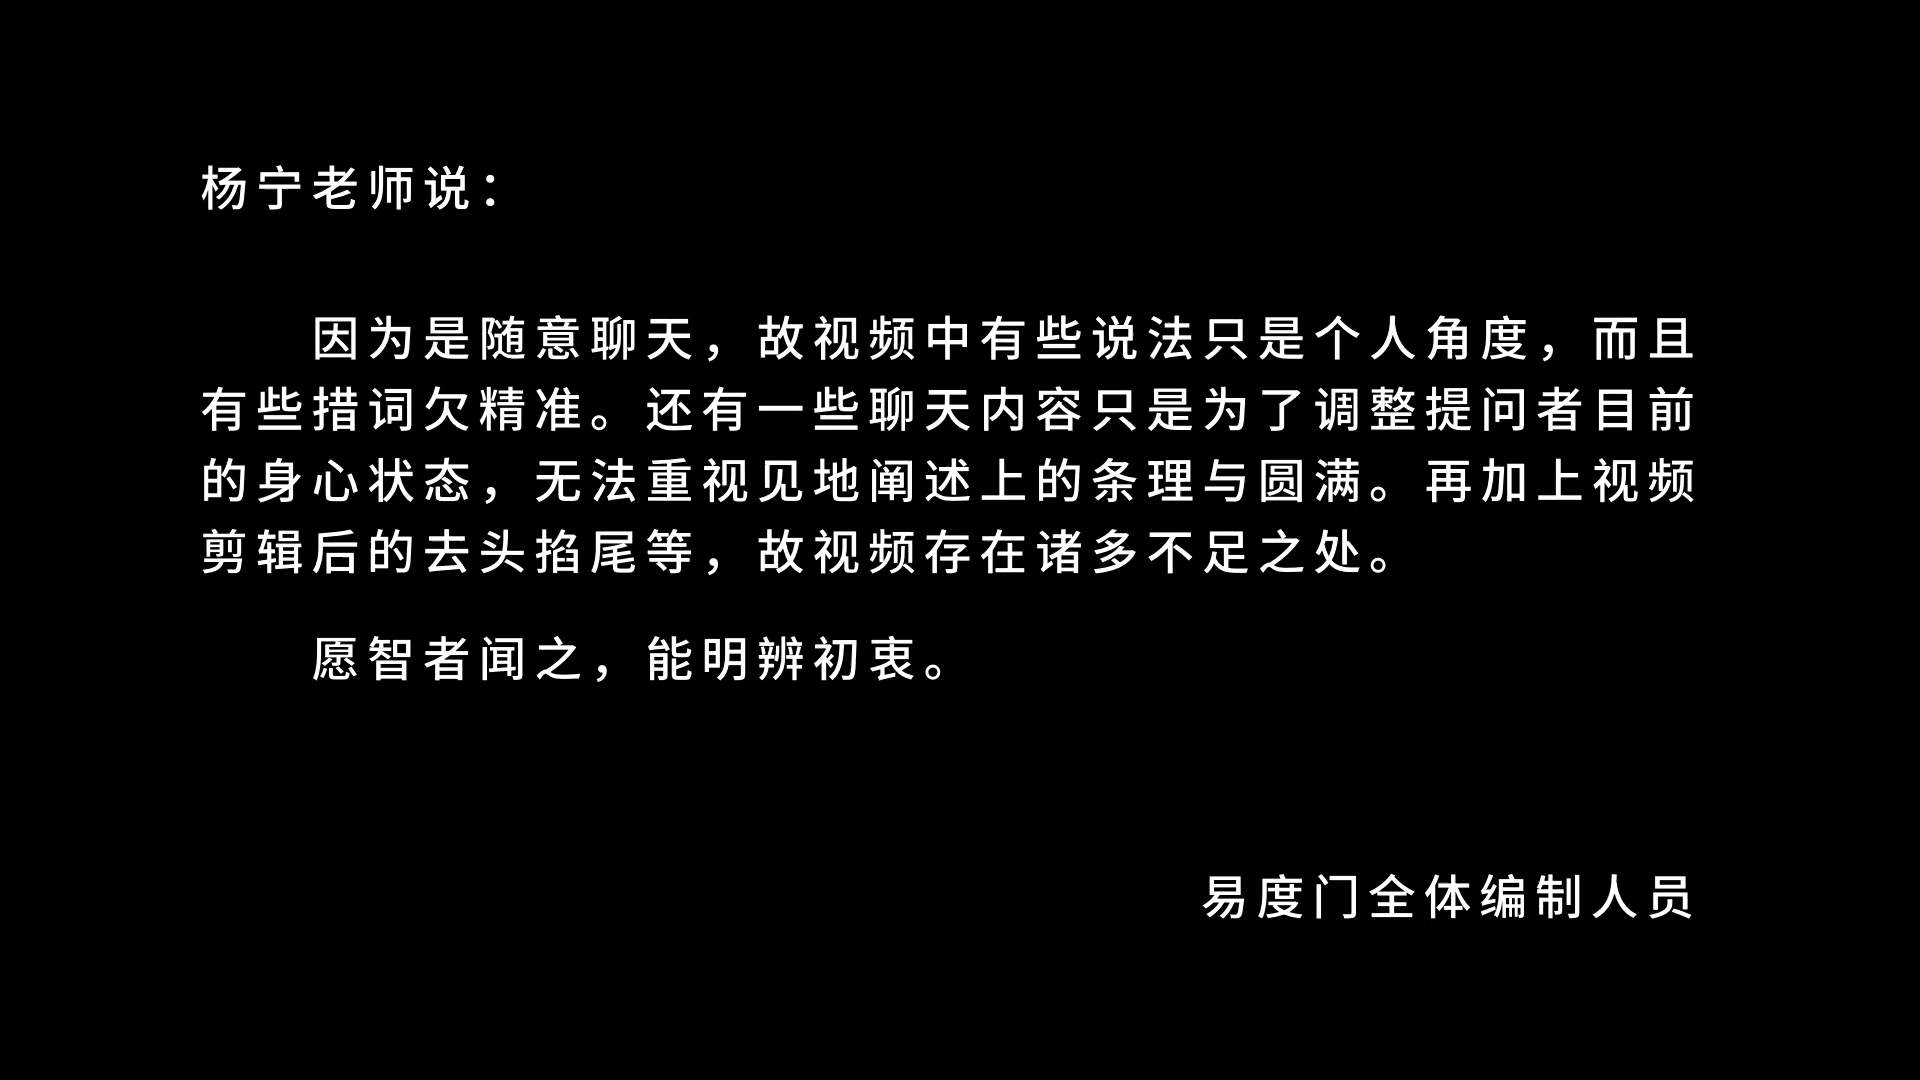 杨宁老师说：
因为是随意聊天，故视频中有些说法只是个人角度，而且
有些措词欠精准。还有一些聊天内容只是为了调整提问者目前
的身心状态，无法重视见地阐述上的条理与圆满。再加上视频
剪辑后的去头掐尾等，故视频存在诸多不足之处。
愿智者闻之，能明辨初衷。
易度门全体编制人员